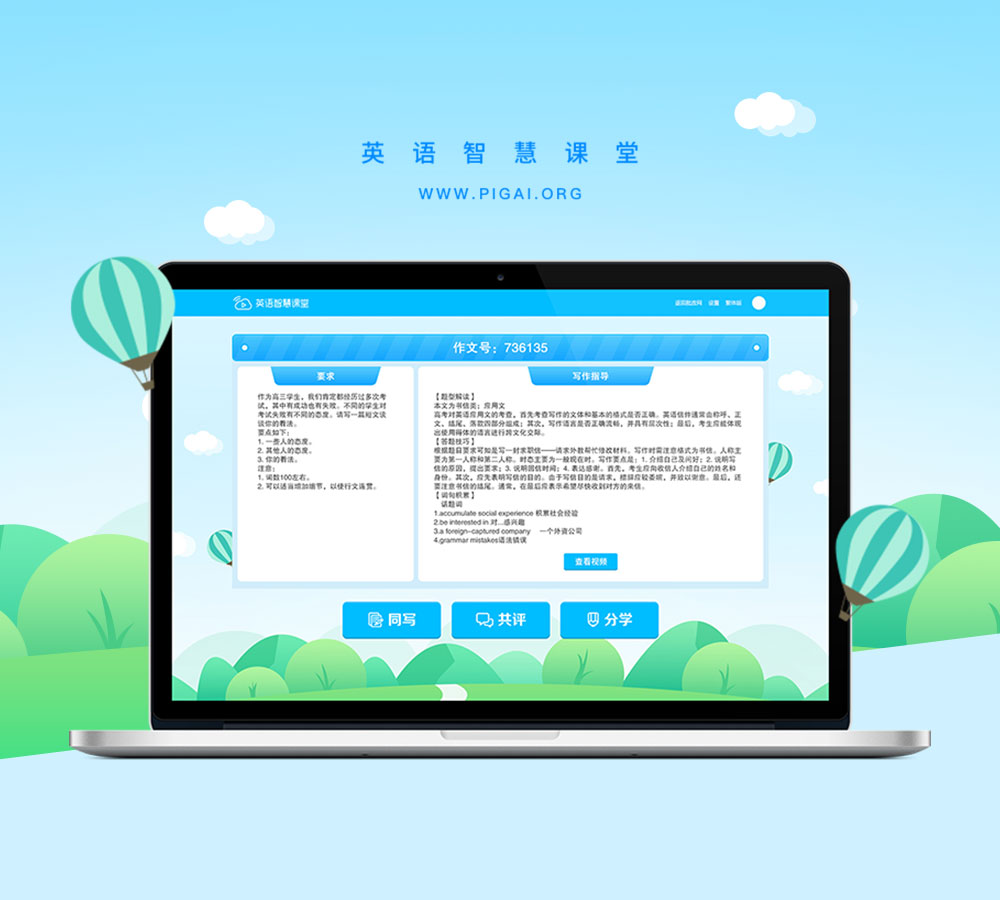 英语智慧课堂
WWW.PIGAI.ORG
英语智慧课堂
返回批改网 设置 繁体版
作文号：736135
要求
作为高三学生，我们肯定都经历过多次考
试，其中有成功也有失败。不同的学生对
考试失败有不同的态度。请写一篇短文谈
谈你的看法。
要点如下：
1. 一些人的态度。
2. 其他人的态度。
3. 你的看法。
注意：
1. 词数100左右。
2. 可以适当增加细节，以使行文连贯。
写作指导
【 题型解读 】
本文为书信类；应用文
高考对英语应用文的考查，首先考查写作的文体和基本的格式是否正确。英语信件通常由称呼、正
文、结尾、落款四部分组成；其次，写作语言是否正确流畅，并具有层次性；最后，考生应能体现
出使用得体的语言进行跨文化交际。
【 答题技巧 】
根据题目要求可知是写一封求职信——请求外教帮忙修改材料。写作时需注意格式为书信。人称主
要为第一人称和第二人称。时态主要为一般现在时。写作要点是：1. 介绍自己及问好；2. 说明写
信的原因，提出要求；3. 说明回信时间；4. 表达感谢。首先，考生应向收信人介绍自己的姓名和
身份。其次，应先表明写信的目的。由于写信目的是请求，措辞应较委婉，并致以谢意。最后，还
要注意书信的结尾。通常，在最后应表示希望尽快收到对方的来信。
【 词句积累 】
话题词
1.accumulate social experience 积累社会经验
2.be interested in 对...感兴趣
3.a foreign-captured company 一个外资公司
4.grammar mistakes语法错误
查看视频
同写
共评
分学